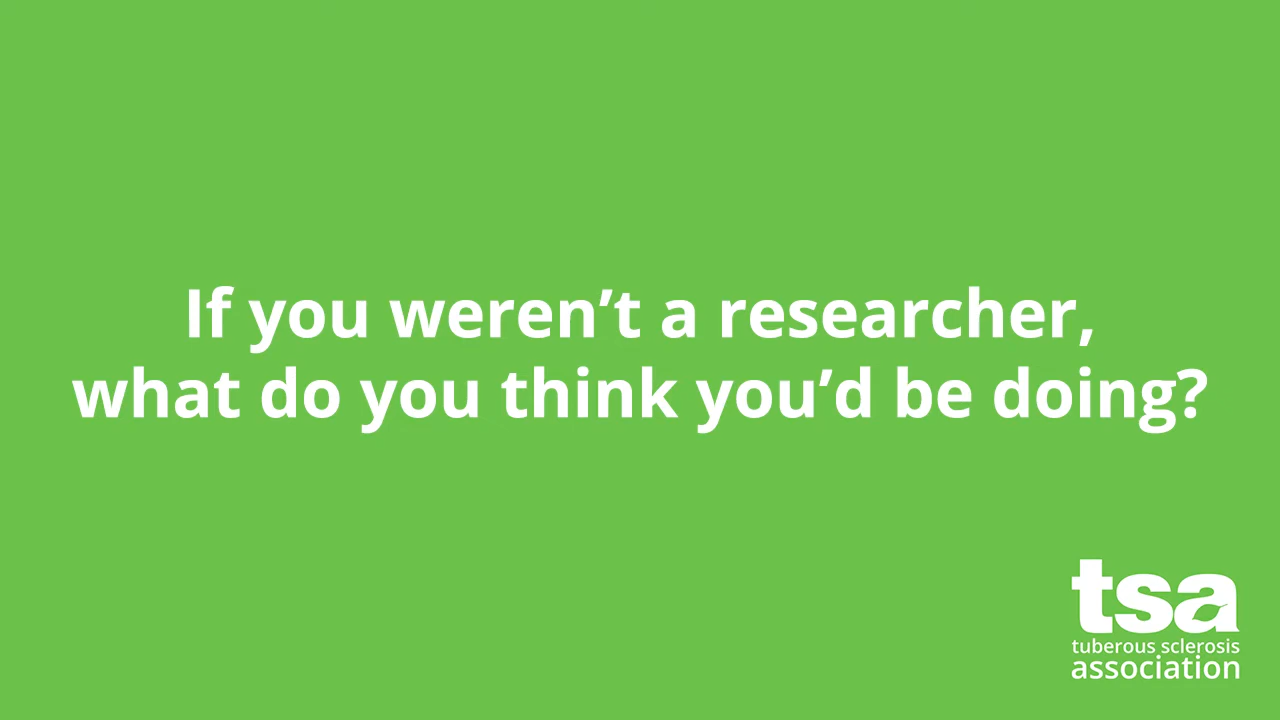 If you weren’t a researcher,
what do you think you’d be doing?
tsa
tuberous sclerosis
association